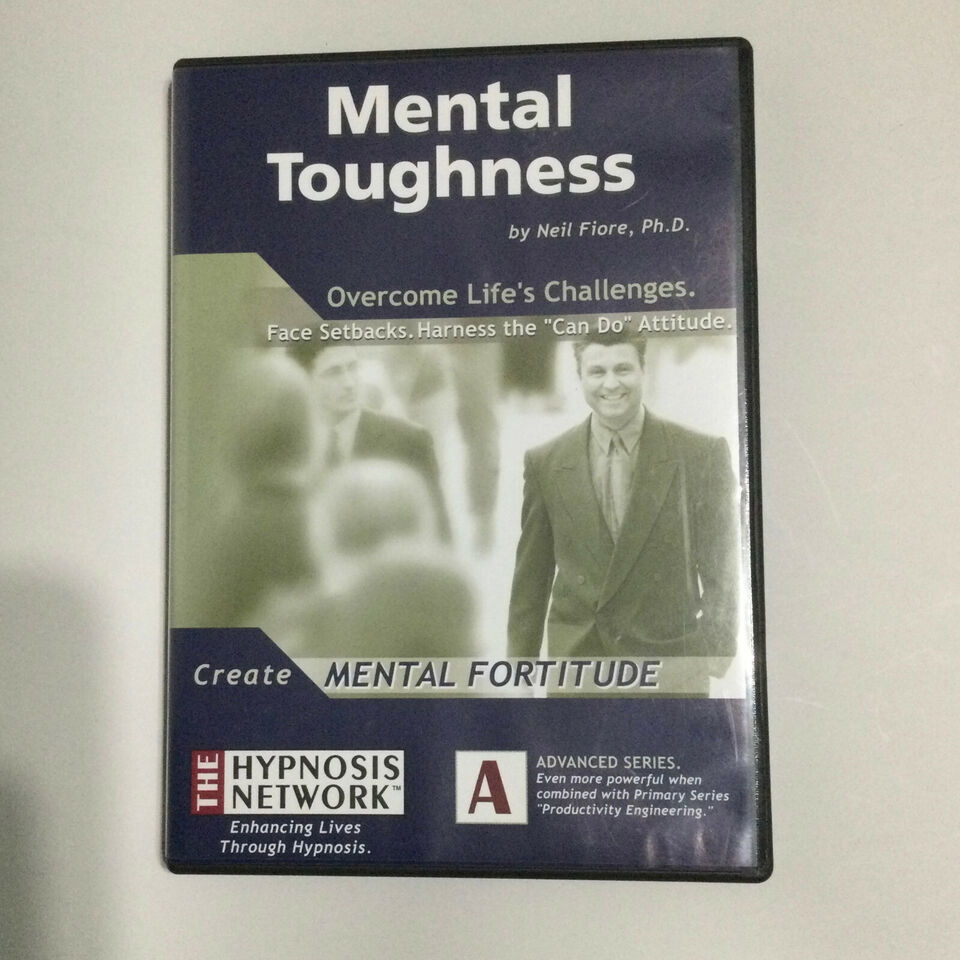 Mental
Toughness
by Neil Fiore, Ph.D.
Overcome Life's Challenges.
Face Setbacks. Harness the "Can Do" Attitude.
Create MENTAL FORTITUDE
THE HYPNOSIS
NETWORK™
Enhancing Lives
Through Hypnosis.
A
ADVANCED SERIES.
Even more powerful when
combined with Primary Series
"Productivity Engineering."